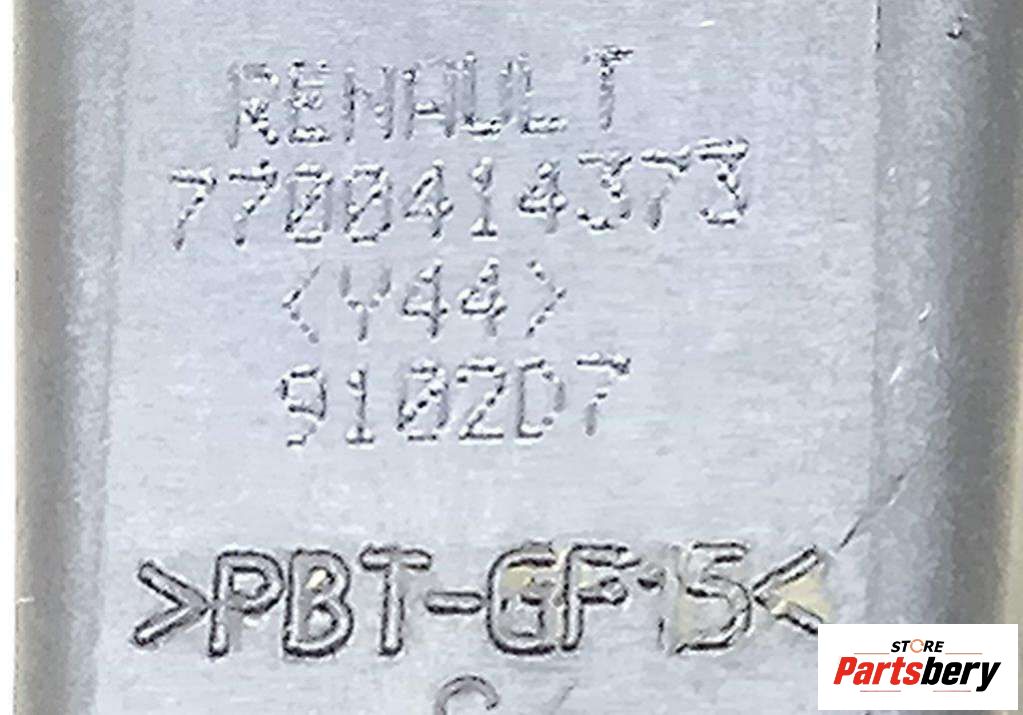 RENAULT
7700414373
<Y44>
9102D7
>PBT-GF15<
STORE
Partsbery